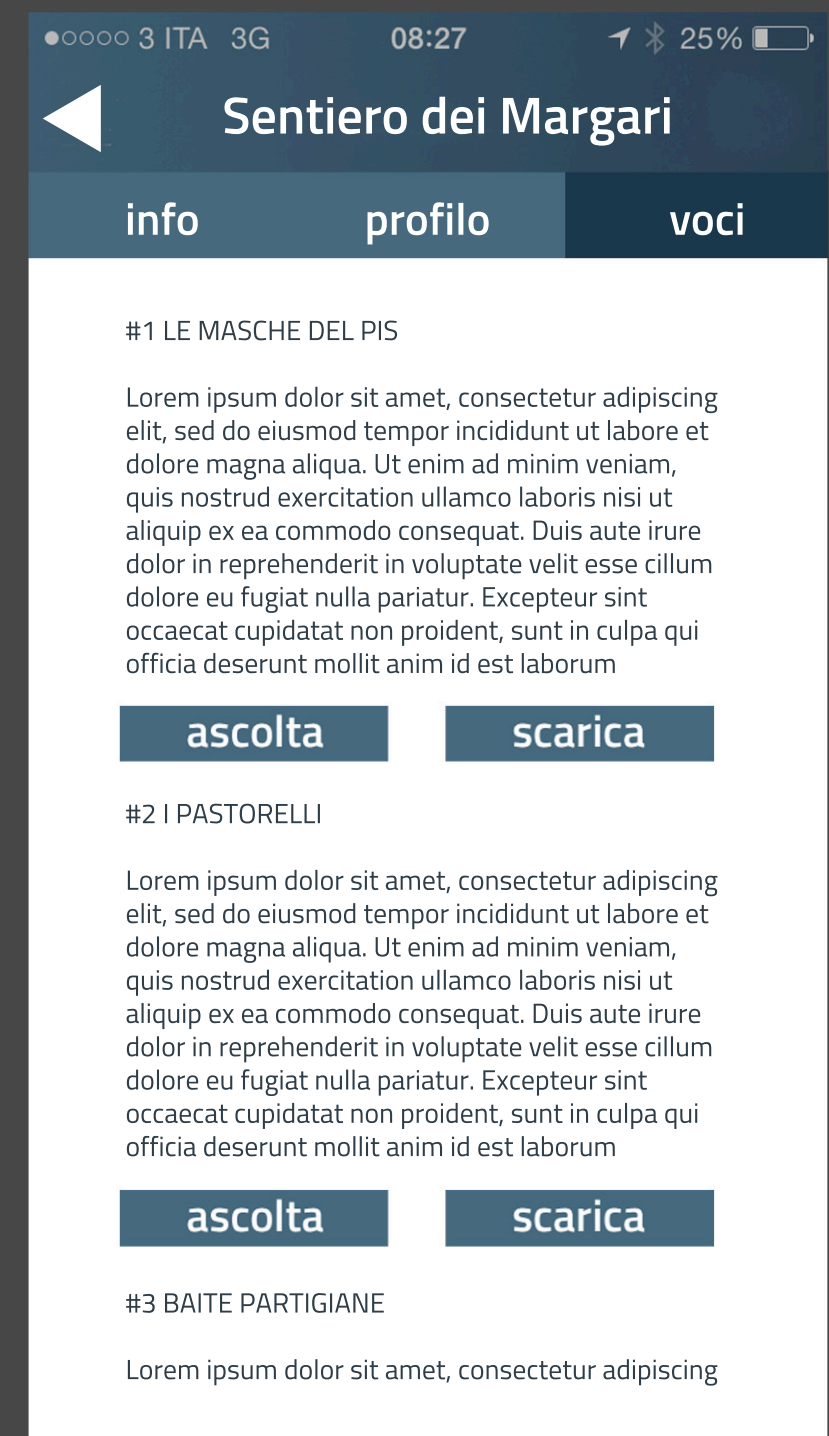 3 ITA 3G 08:27 25%
Sentiero dei Margari
info profilo voci
#1 LE MASCHE DEL PIS
Lorem ipsum dolor sit amet, consectetur adipiscing
elit, sed do eiusmod tempor incididunt ut labore et
dolore magna aliqua. Ut enim ad minim veniam,
quis nostrud exercitation ullamco laboris nisi ut
aliquip ex ea commodo consequat. Duis aute irure
dolor in reprehenderit in voluptate velit esse cillum
dolore eu fugiat nulla pariatur. Excepteur sint
occaecat cupidatat non proident, sunt in culpa qui
officia deserunt mollit anim id est laborum
ascolta scarica
#2 I PASTORELLI
Lorem ipsum dolor sit amet, consectetur adipiscing
elit, sed do eiusmod tempor incididunt ut labore et
dolore magna aliqua. Ut enim ad minim veniam,
quis nostrud exercitation ullamco laboris nisi ut
aliquip ex ea commodo consequat. Duis aute irure
dolor in reprehenderit in voluptate velit esse cillum
dolore eu fugiat nulla pariatur. Excepteur sint
occaecat cupidatat non proident, sunt in culpa qui
officia deserunt mollit anim id est laborum
ascolta scarica
#3 BAITE PARTIGIANE
Lorem ipsum dolor sit amet, consectetur adipiscing